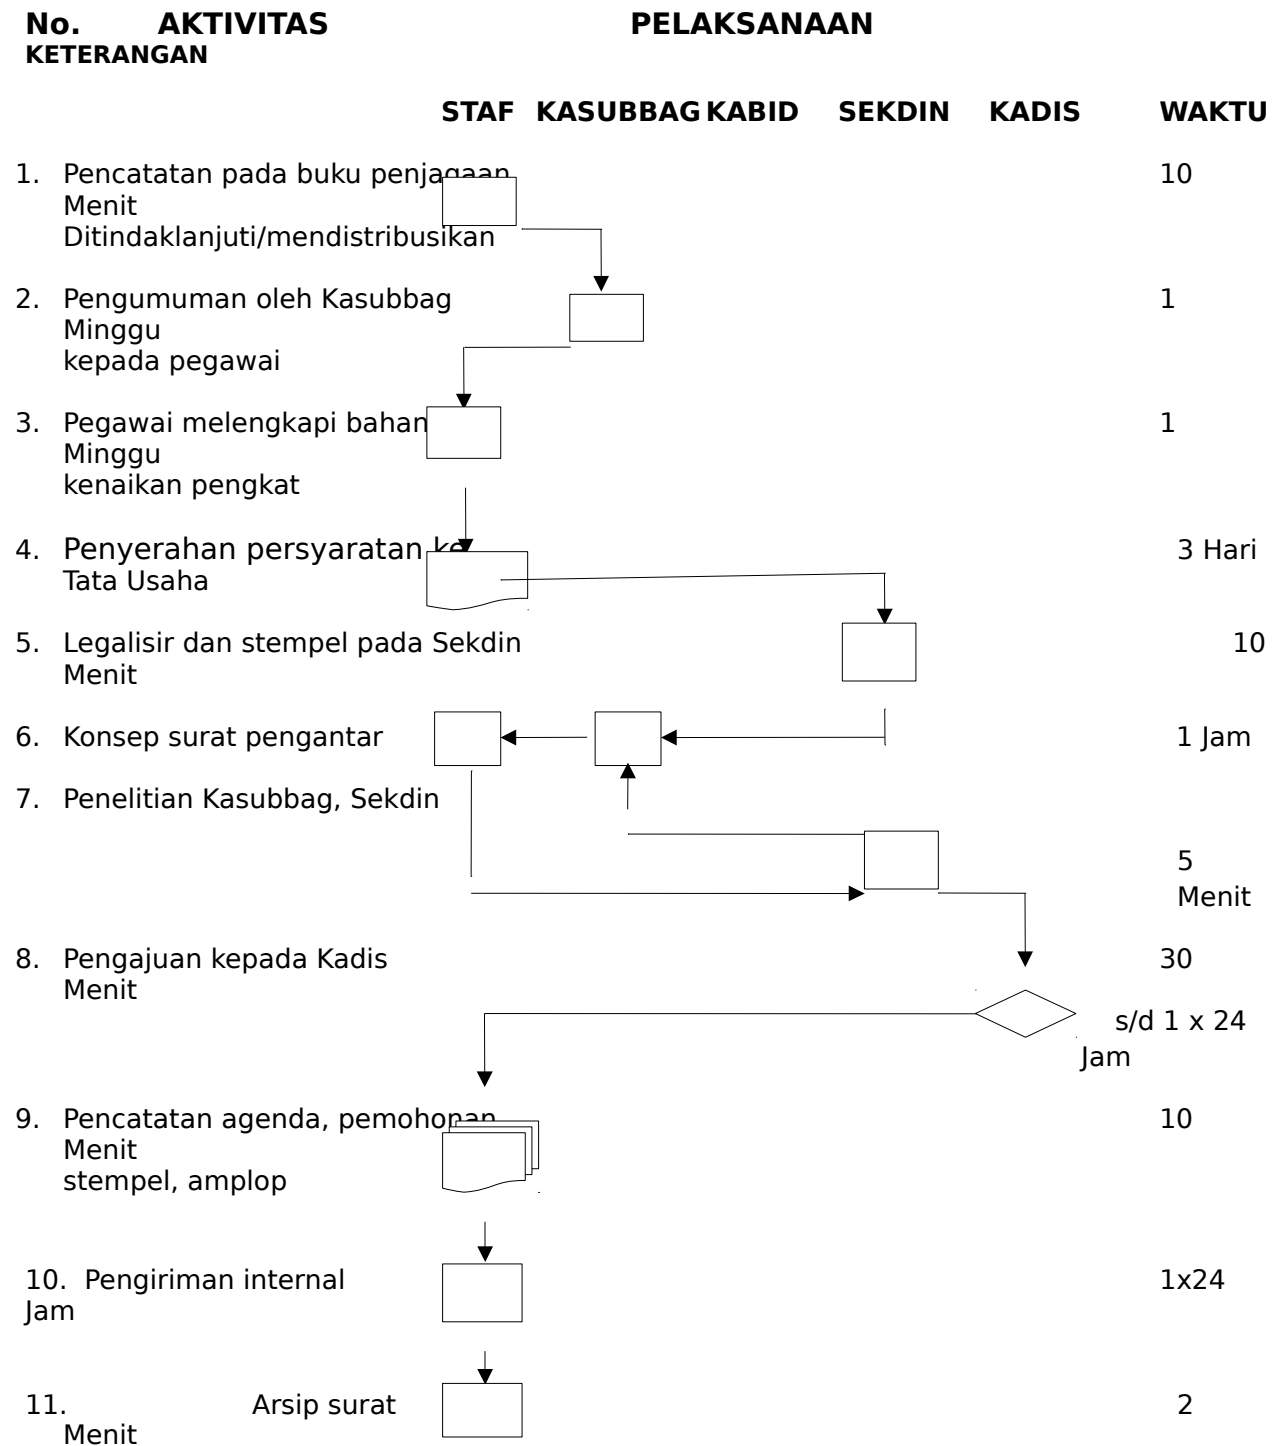 No. AKTIVITAS PELAKSANAAN
KETERANGAN
STAF KASUBBAG KABID SEKDIN KADIS WAKTU
1. Pencatatan pada buku penjagaan 10
Menit
Ditindaklanjuti/mendistribusikan
2. Pengumuman oleh Kasubbag 1
Minggu
kepada pegawai
3. Pegawai melengkapi bahan 1
Minggu
kenaikan pengkat
4. Penyerahan persyaratan ke 3 Hari
Tata Usaha
5. Legalisir dan stempel pada Sekdin 10
Menit
6. Konsep surat pengantar 1 Jam
7. Penelitian Kasubbag, Sekdin
5
Menit
8. Pengajuan kepada Kadis 30
Menit
s/d 1 x 24
Jam
9. Pencatatan agenda, pemohonan 10
Menit
stempel, amplop
10. Pengiriman internal 1x24
Jam
11. Arsip surat 2
Menit